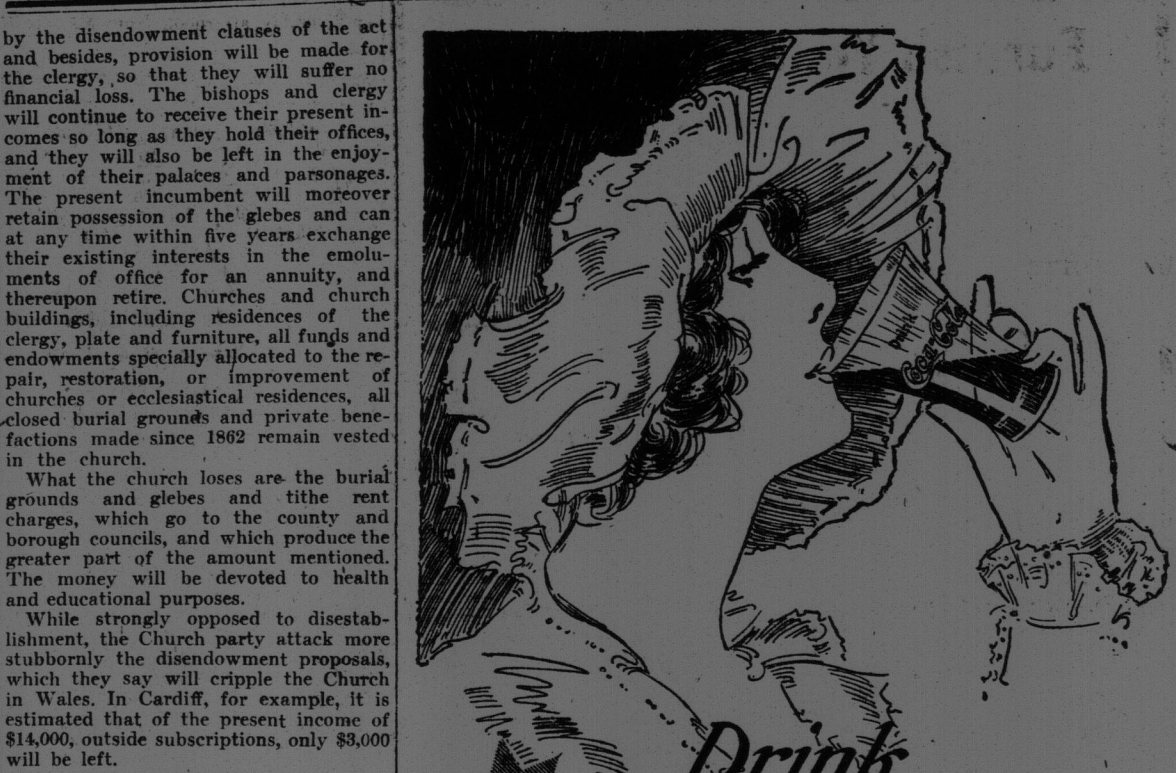 by the disendowment clauses of the act
and besides, provision will be made for
the clergy, so that they will suffer no
financial loss. The bishops and clergy
will continue to receive their present in-
comes so long as they hold their offices,
and they will also be left in the enjoy-
ment of their palaces and parsonages.
The present incumbent will moreover
retain possession of the glebes and can
at any time within five years exchange
their existing interests in the emolu-
ments of office for an annuity, and
thereupon retire. Churches and church
buildings, including residences of the
clergy, plate and furniture, all funds and
endowments specially allocated to the re-
pair, restoration, or improvement of
churches or ecclesiastical residences, all
closed burial grounds and private bene-
factions made since 1862 remain vested
in the church.
What the church loses are the burial
grounds and glebes and tithe rent
charges, which go to the county and
borough councils, and which produce the
greater part of the amount mentioned.
The money will be devoted to health
and educational purposes.
While strongly opposed to disestab-
lishment, the Church party attack more
stubbornly the disendowment proposals,
which they say will cripple the Church
in Wales. In Cardiff, for example, it is
estimated that of the present income of
$14,000, outside subscriptions, only $3,000
will be left.
Drink
Coca-Cola
Drink